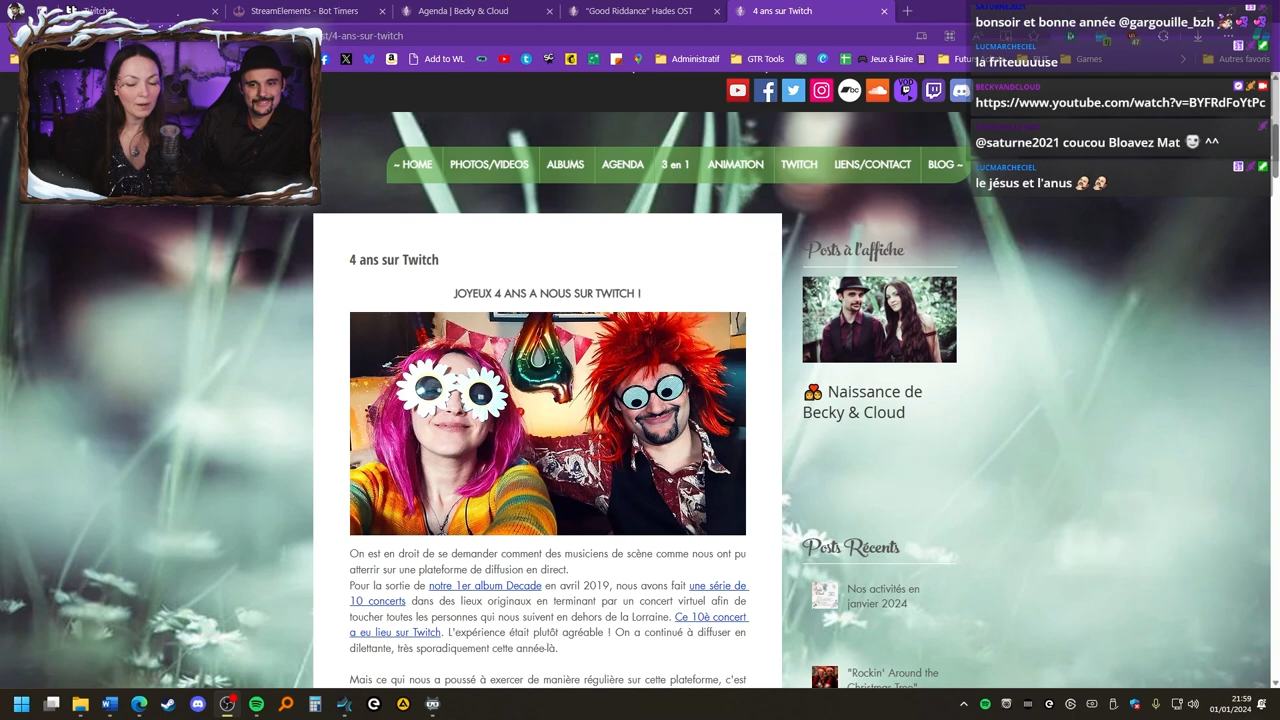 StreamElements - Bot Timers
Agenda | Becky & Cloud
"Good Riddance" Hades OST
4 ans sur Twitch
t/4-ans-sur-twitch
Add to WL
Administratif
GTR Tools
Jeux à Faire
Games
Autres favoris
bonsoir et bonne année @gargouille_bzh
LUCMARCHECIEL
la friteuuuuse
BECKYANDCLOUD
https://www.youtube.com/watch?v=BYFRdFoYtPc
@saturne2021 coucou Bloavez Mat ^^
LUCMARCHECIEL
le jésus et l'anus
~ HOME
PHOTOS/VIDEOS
ALBUMS
AGENDA
3 en 1
ANIMATION
TWITCH
LIENS/CONTACT
BLOG ~
4 ans sur Twitch
JOYEUX 4 ANS A NOUS SUR TWITCH !
On est en droit de se demander comment des musiciens de scène comme nous ont pu
atterrir sur une plateforme de diffusion en direct.
Pour la sortie de notre 1er album Decade en avril 2019, nous avons fait une série de
10 concerts dans des lieux originaux en terminant par un concert virtuel afin de
toucher toutes les personnes qui nous suivent en dehors de la Lorraine. Ce 10è concert
a eu lieu sur Twitch. L'expérience était plutôt agréable ! On a continué à diffuser en
dilettante, très sporadiquement cette année-là.
Mais ce qui nous a poussé à exercer de manière régulière sur cette plateforme, c'est
Posts à l'affiche
Naissance de
Becky & Cloud
Posts Récents
Nos activités en
janvier 2024
"Rockin' Around the
Christmas Tree"
21:59
01/01/2024